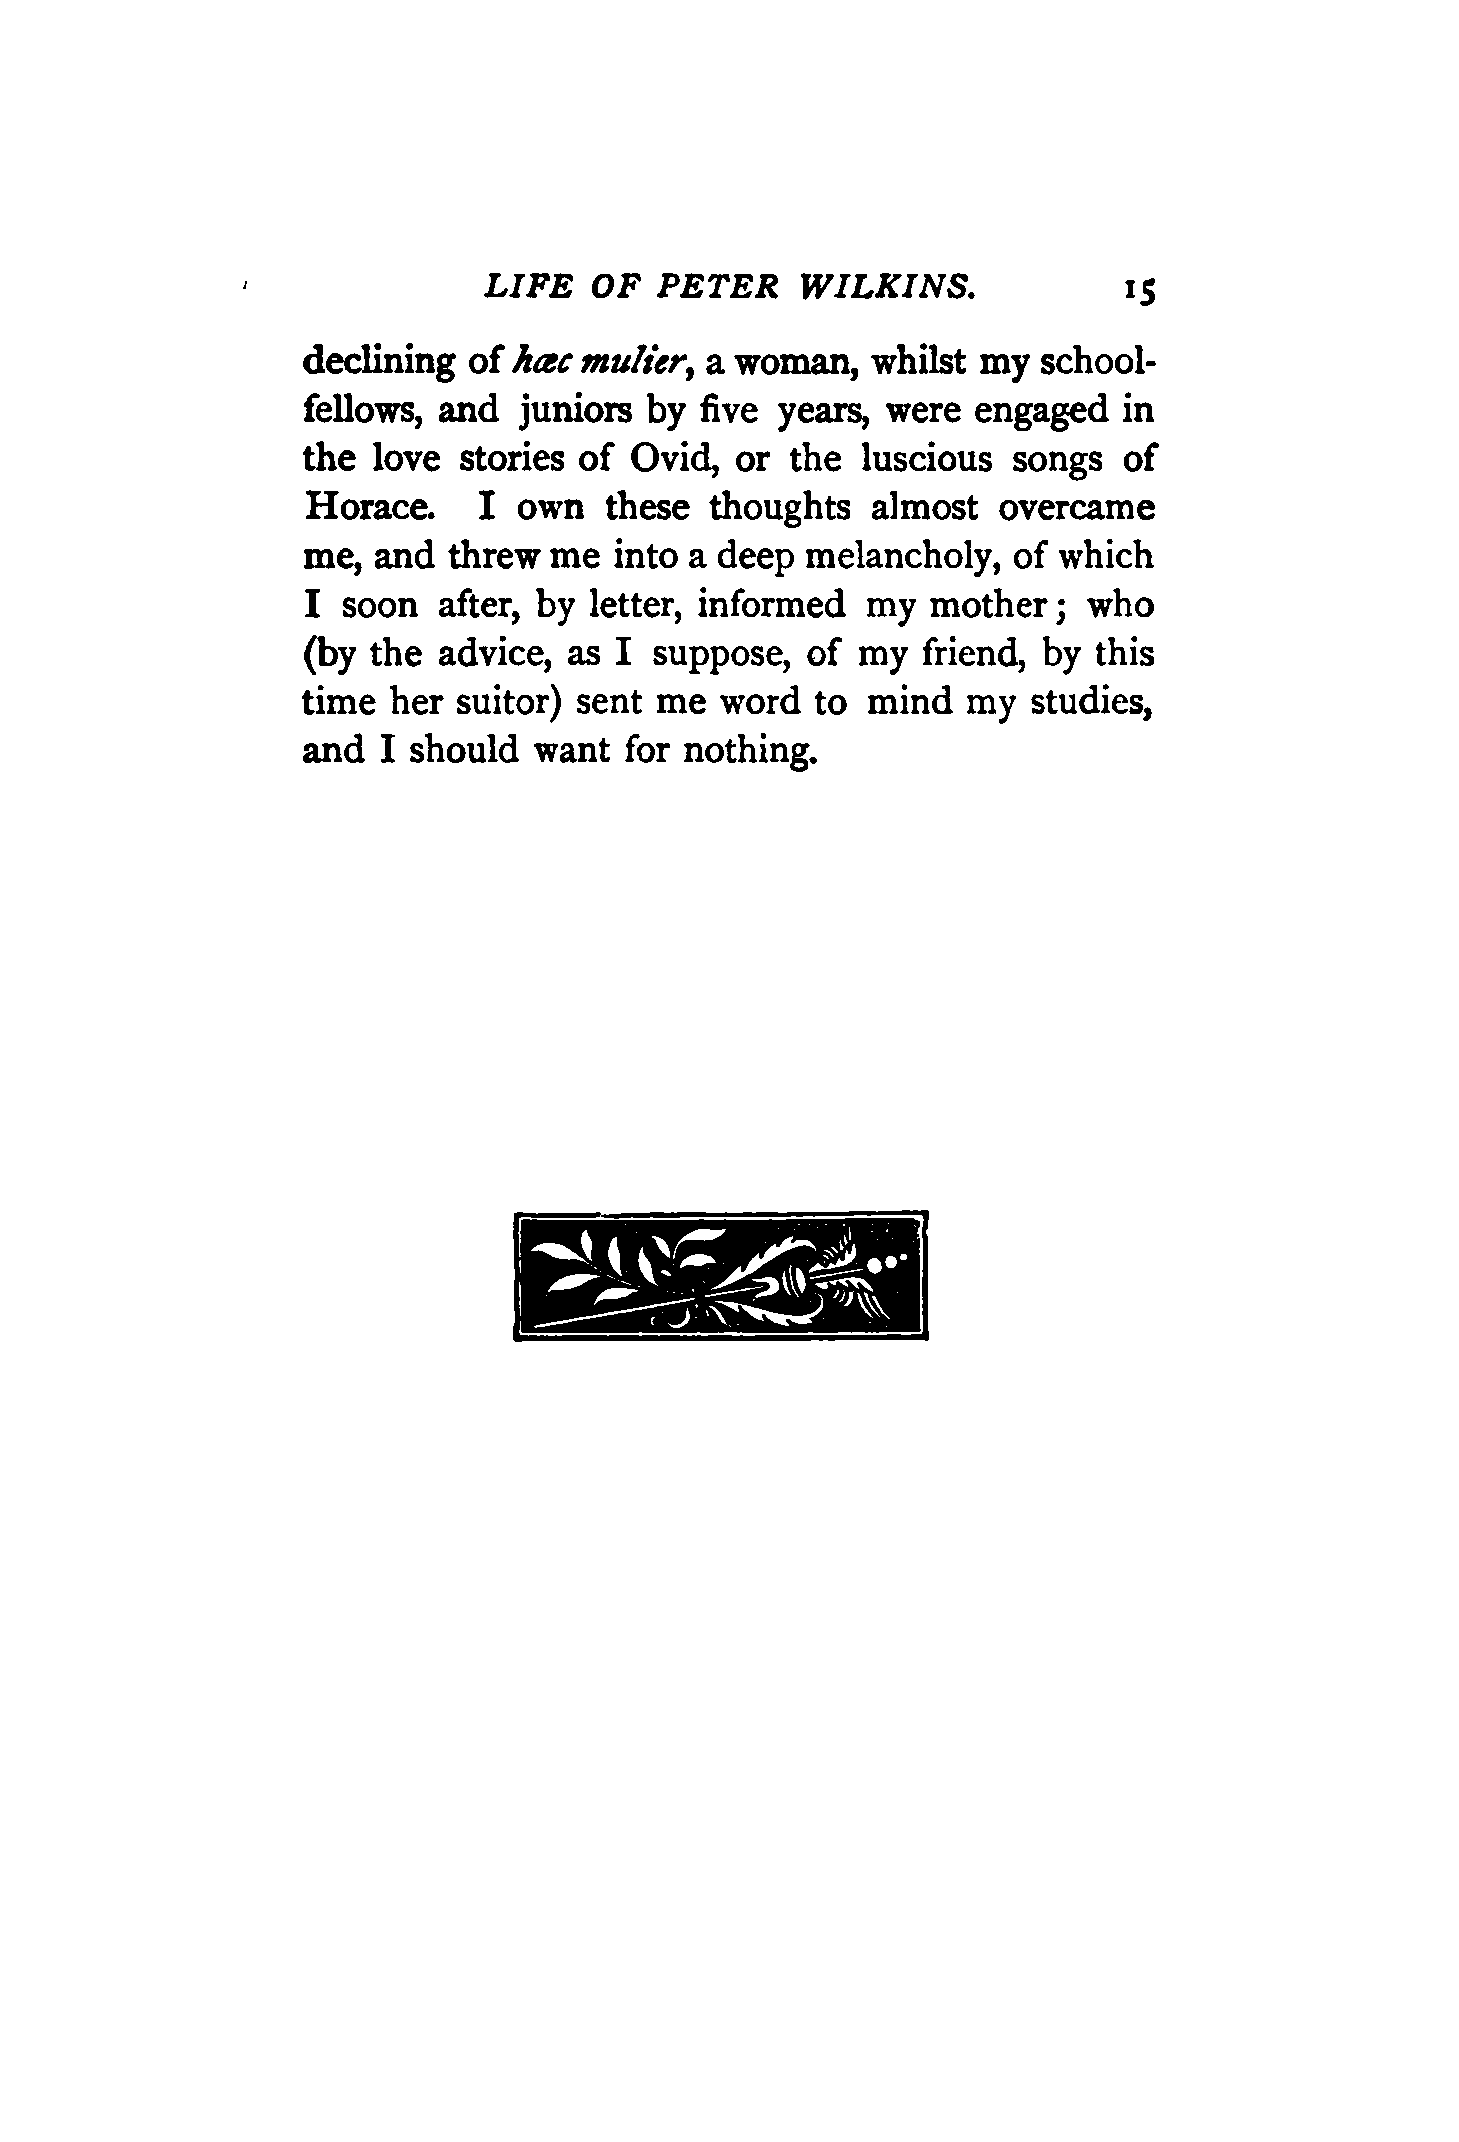 LIFE OF PETER WILKINS. 15
declining of hæc mulier, a woman, whilst my school-
fellows, and juniors by five years, were engaged in
the love stories of Ovid, or the luscious songs of
Horace. I own these thoughts almost overcame
me, and threw me into a deep melancholy, of which
I soon after, by letter, informed my mother; who
(by the advice, as I suppose, of my friend, by this
time her suitor) sent me word to mind my studies,
and I should want for nothing.